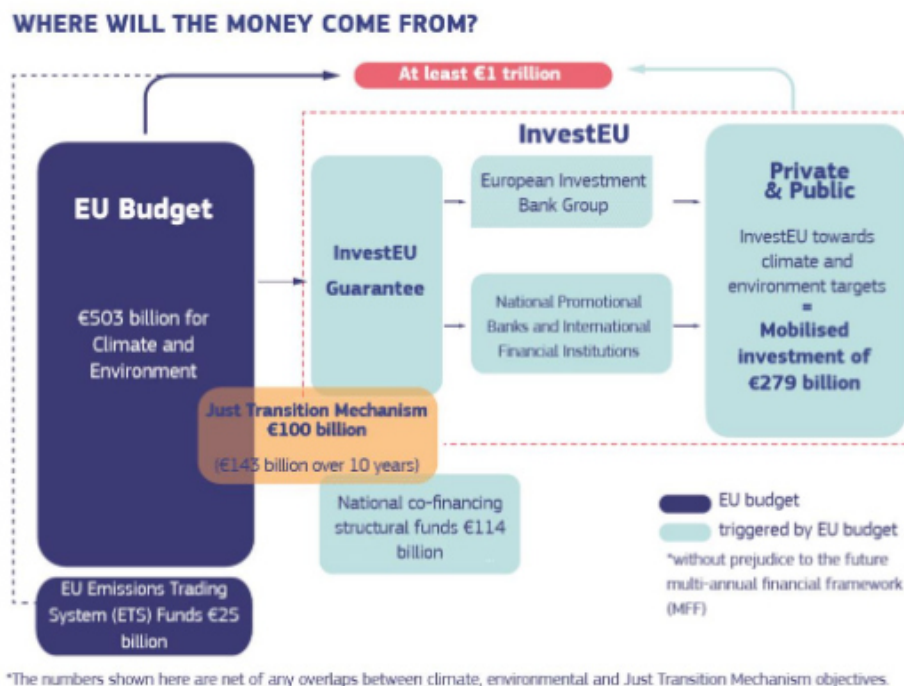 WHERE WILL THE MONEY COME FROM?
At least €1 trillion
EU Budget
€503 billion for
Climate and
Environment
InvestEU
InvestEU
Guarantee
European Investment
Bank Group
National Promotional
Banks and International
Financial Institutions
Private
& Public
InvestEU towards
climate and
environment targets
=
Mobilised
investment of
€279 billion
Just Transition Mechanism
€100 billion
(€143 billion over 10 years)
National co-financing
structural funds €114
billion
EU Emissions Trading
System (ETS) Funds €25
billion
EU budget
triggered by EU budget
*without prejudice to the future
multi-annual financial framework
(MFF)
*The numbers shown here are net of any overlaps between climate, environmental and Just Transition Mechanism objectives.